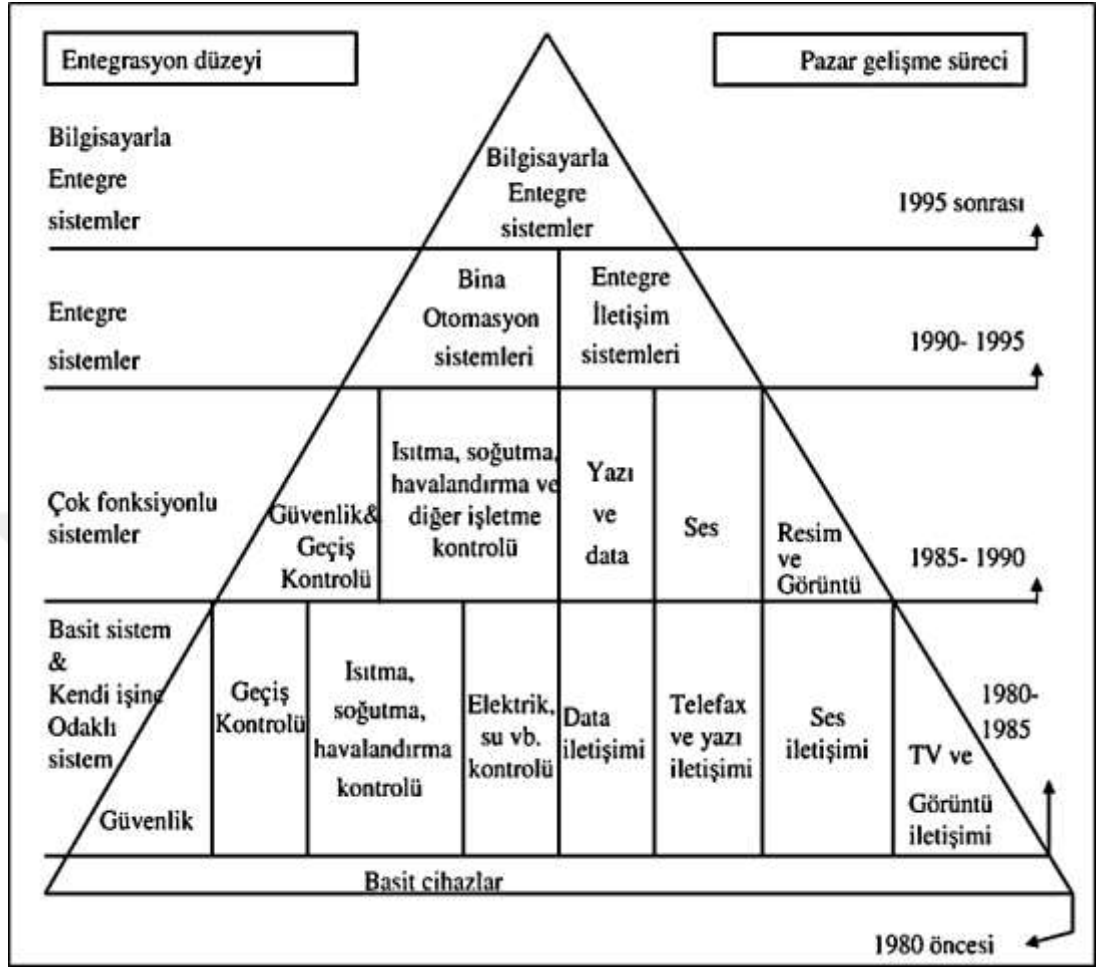 Entegrasyon düzeyi
Pazar gelişme süreci
Bilgisayarla
Entegre
sistemler
Bilgisayarla
Entegre
sistemler
1995 sonrası
Entegre
sistemler
Bina
Otomasyon
sistemleri
Entegre
İletişim
sistemleri
1990- 1995
Çok fonksiyonlu
sistemler
Güvenlik&
Geçiş
Kontrolü
Isıtma, soğutma,
havalandırma ve
diğer işletme
kontrolü
Yazı
ve
data
Ses
Resim
ve
Görüntü
1985- 1990
Basit sistem
&
Kendi işine
Odaklı
sistem
Güvenlik
Geçiş
Kontrolü
Isıtma,
soğutma,
havalandırma
kontrolü
Elektrik,
su vb.
kontrolü
Data
iletişimi
Telefax
ve yazı
iletişimi
Ses
iletişimi
TV ve
Görüntü
iletişimi
1980-
1985
Basit cihazlar
1980 öncesi